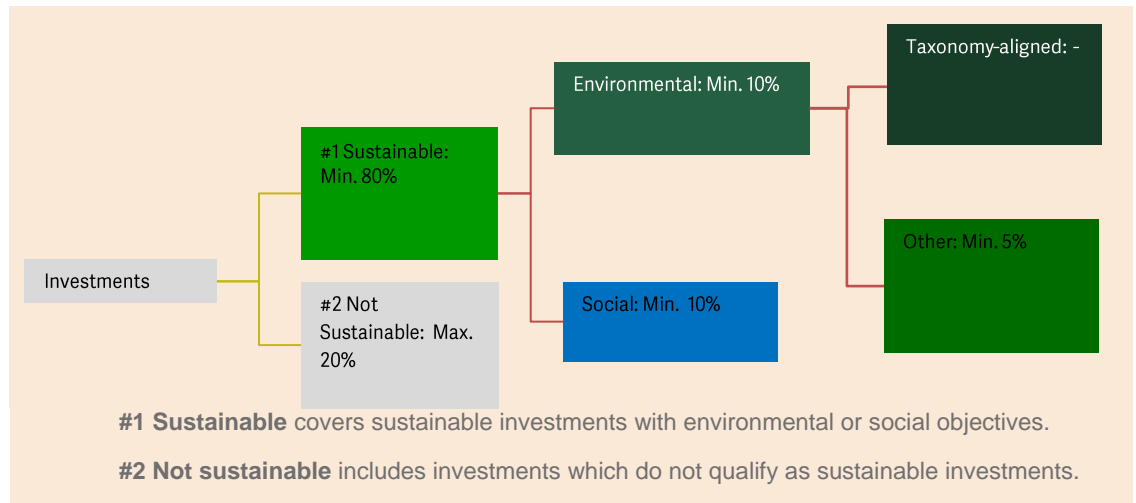 Taxonomy-aligned: -
Environmental: Min. 10%
#1 Sustainable:
Min. 80%
Other: Min. 5%
Investments
#2 Not
Sustainable: Max.
20%
Social: Min. 10%
#1 Sustainable covers sustainable investments with environmental or social objectives.
#2 Not sustainable includes investments which do not qualify as sustainable investments.